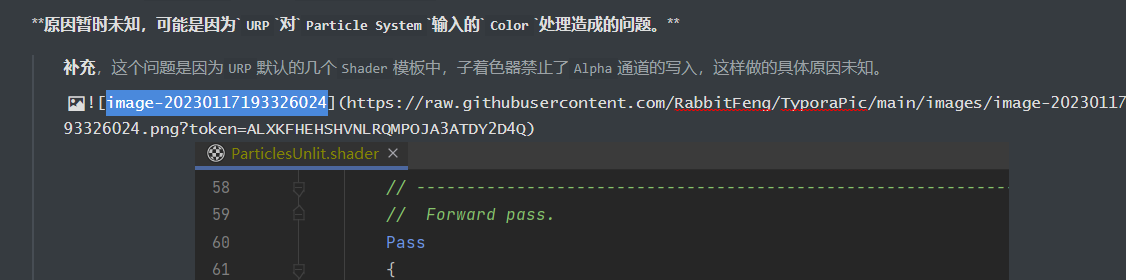 **原因暂时未知，可能是因为` URP `对` Particle System `输入的` Color `处理造成的问题。**
补充，这个问题是因为 URP 默认的几个 Shader 模板中，子着色器禁止了 Alpha 通道的写入，这样做的具体原因未知。
![image-20230117193326024](https://raw.githubusercontent.com/RabbitFeng/TyporaPic/main/images/image-202301171
93326024.png?token=ALXKFHEHSHVNLRQMPOJA3ATDY2D4Q)
ParticlesUnlit.shader ×
58 // ------------------------------------------------------------
59 // Forward pass.
60 Pass
61 {